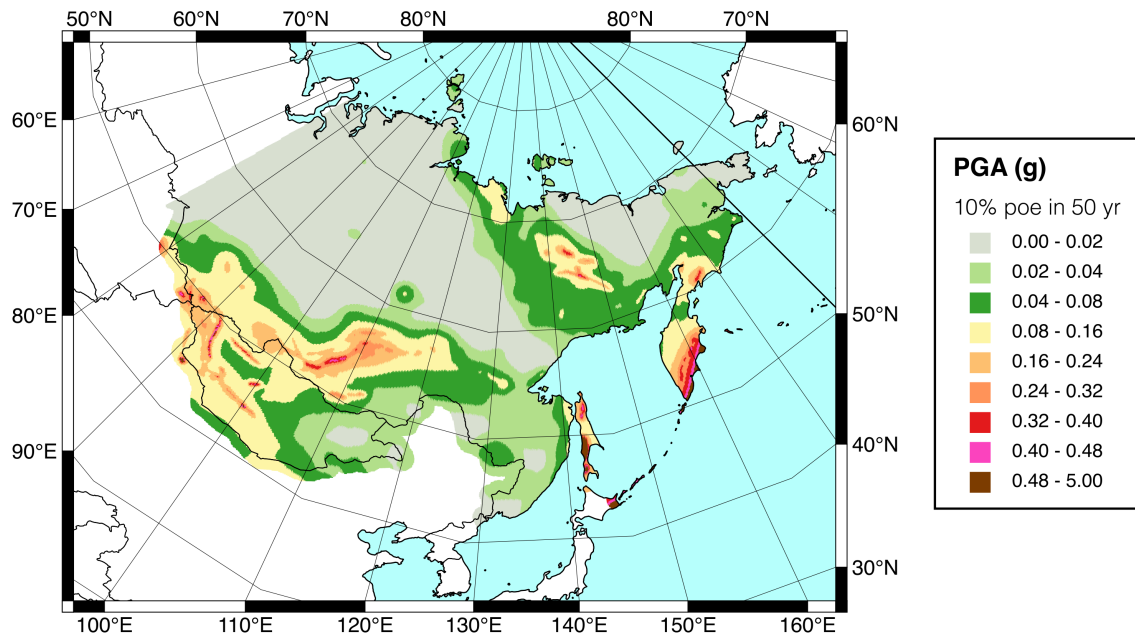 50°N 60°N 70°N 80°N 80°N 70°N
60°E 60°N
70°E
80°E 50°N
90°E 40°N
30°N
100°E 110°E 120°E 130°E 140°E 150°E 160°E
PGA (g)
10% poe in 50 yr
0.00 - 0.02
0.02 - 0.04
0.04 - 0.08
0.08 - 0.16
0.16 - 0.24
0.24 - 0.32
0.32 - 0.40
0.40 - 0.48
0.48 - 5.00